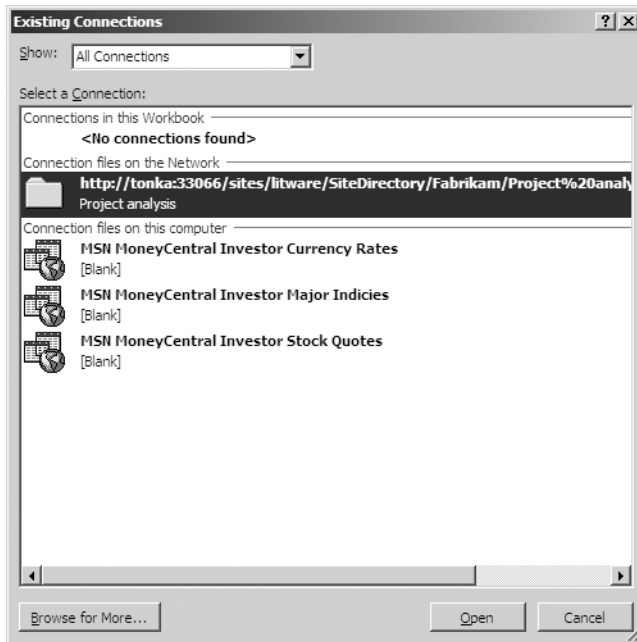 Existing Connections
Show: All Connections
Select a Connection:
Connections in this Workbook
<No connections found>
Connection files on the Network
http://tonka:33066/sites/litware/SiteDirectory/Fabrikam/Project%20analy
Project analysis
Connection files on this computer
MSN MoneyCentral Investor Currency Rates
[Blank]
MSN MoneyCentral Investor Major Indicies
[Blank]
MSN MoneyCentral Investor Stock Quotes
[Blank]
Browse for More... Open Cancel